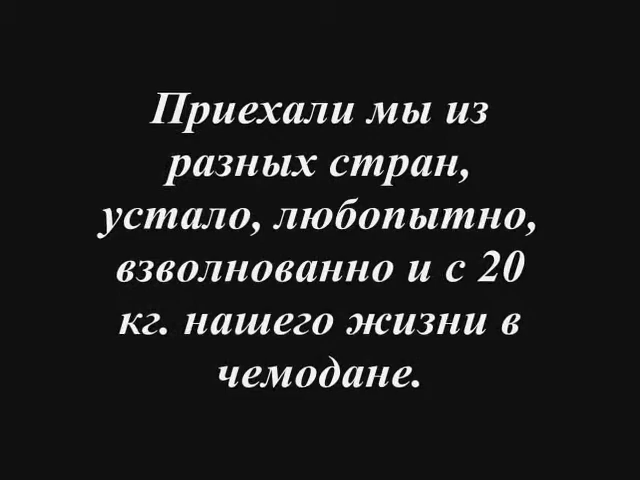 Приехали мы из
разных стран,
устало, любопытно,
взволнованно и с 20
кг. нашего жизни в
чемодане.